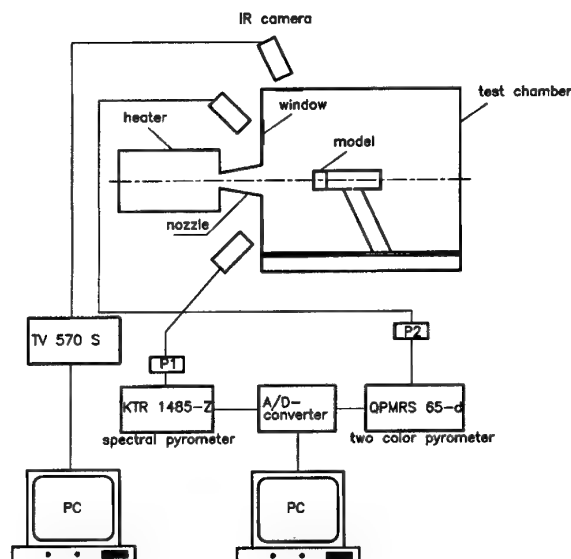 IR camera
test chamber
window
heater
model
nozzle
TV 570 S
P2
P1
KTR 1485-Z
A/D-
converter
QPMRS 65-d
spectral pyrometer
two color pyrometer
PC
PC